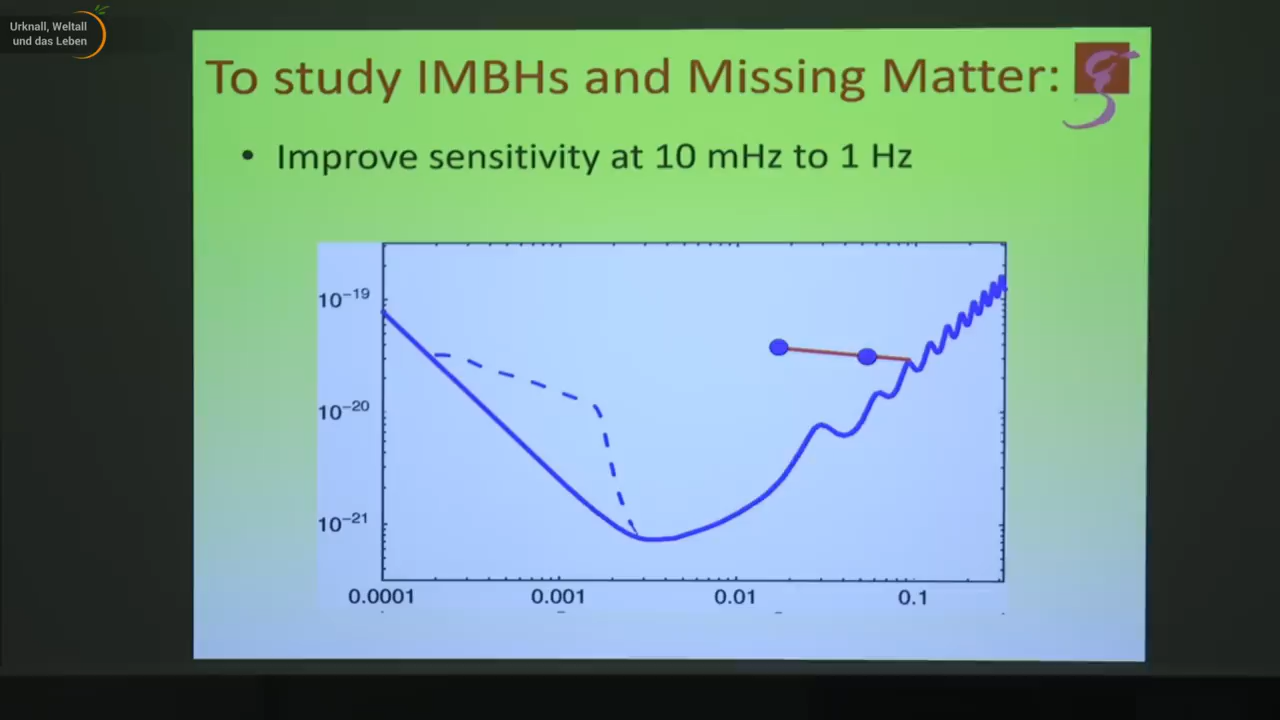 Urknall, Weltall
und das Leben
To study IMBHs and Missing Matter:
• Improve sensitivity at 10 mHz to 1 Hz
10⁻¹⁹
10⁻²⁰
10⁻²¹
0.0001 0.001 0.01 0.1